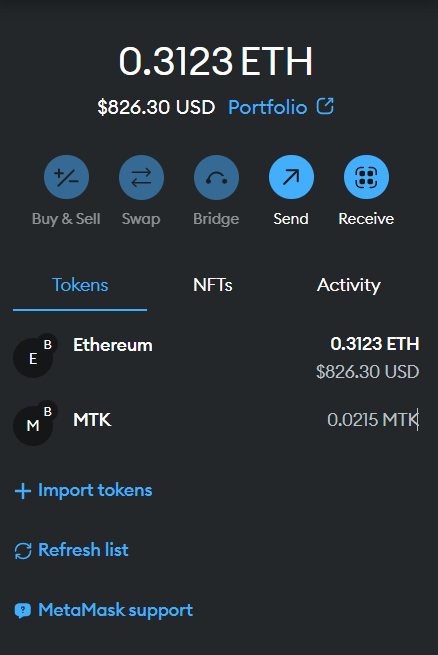 0.3123 ETH
$826.30 USD Portfolio
Buy & Sell Swap Bridge Send Receive
Tokens NFTs Activity
E B Ethereum 0.3123 ETH
$826.30 USD
M B MTK 0.0215 MTK
Import tokens
Refresh list
MetaMask support